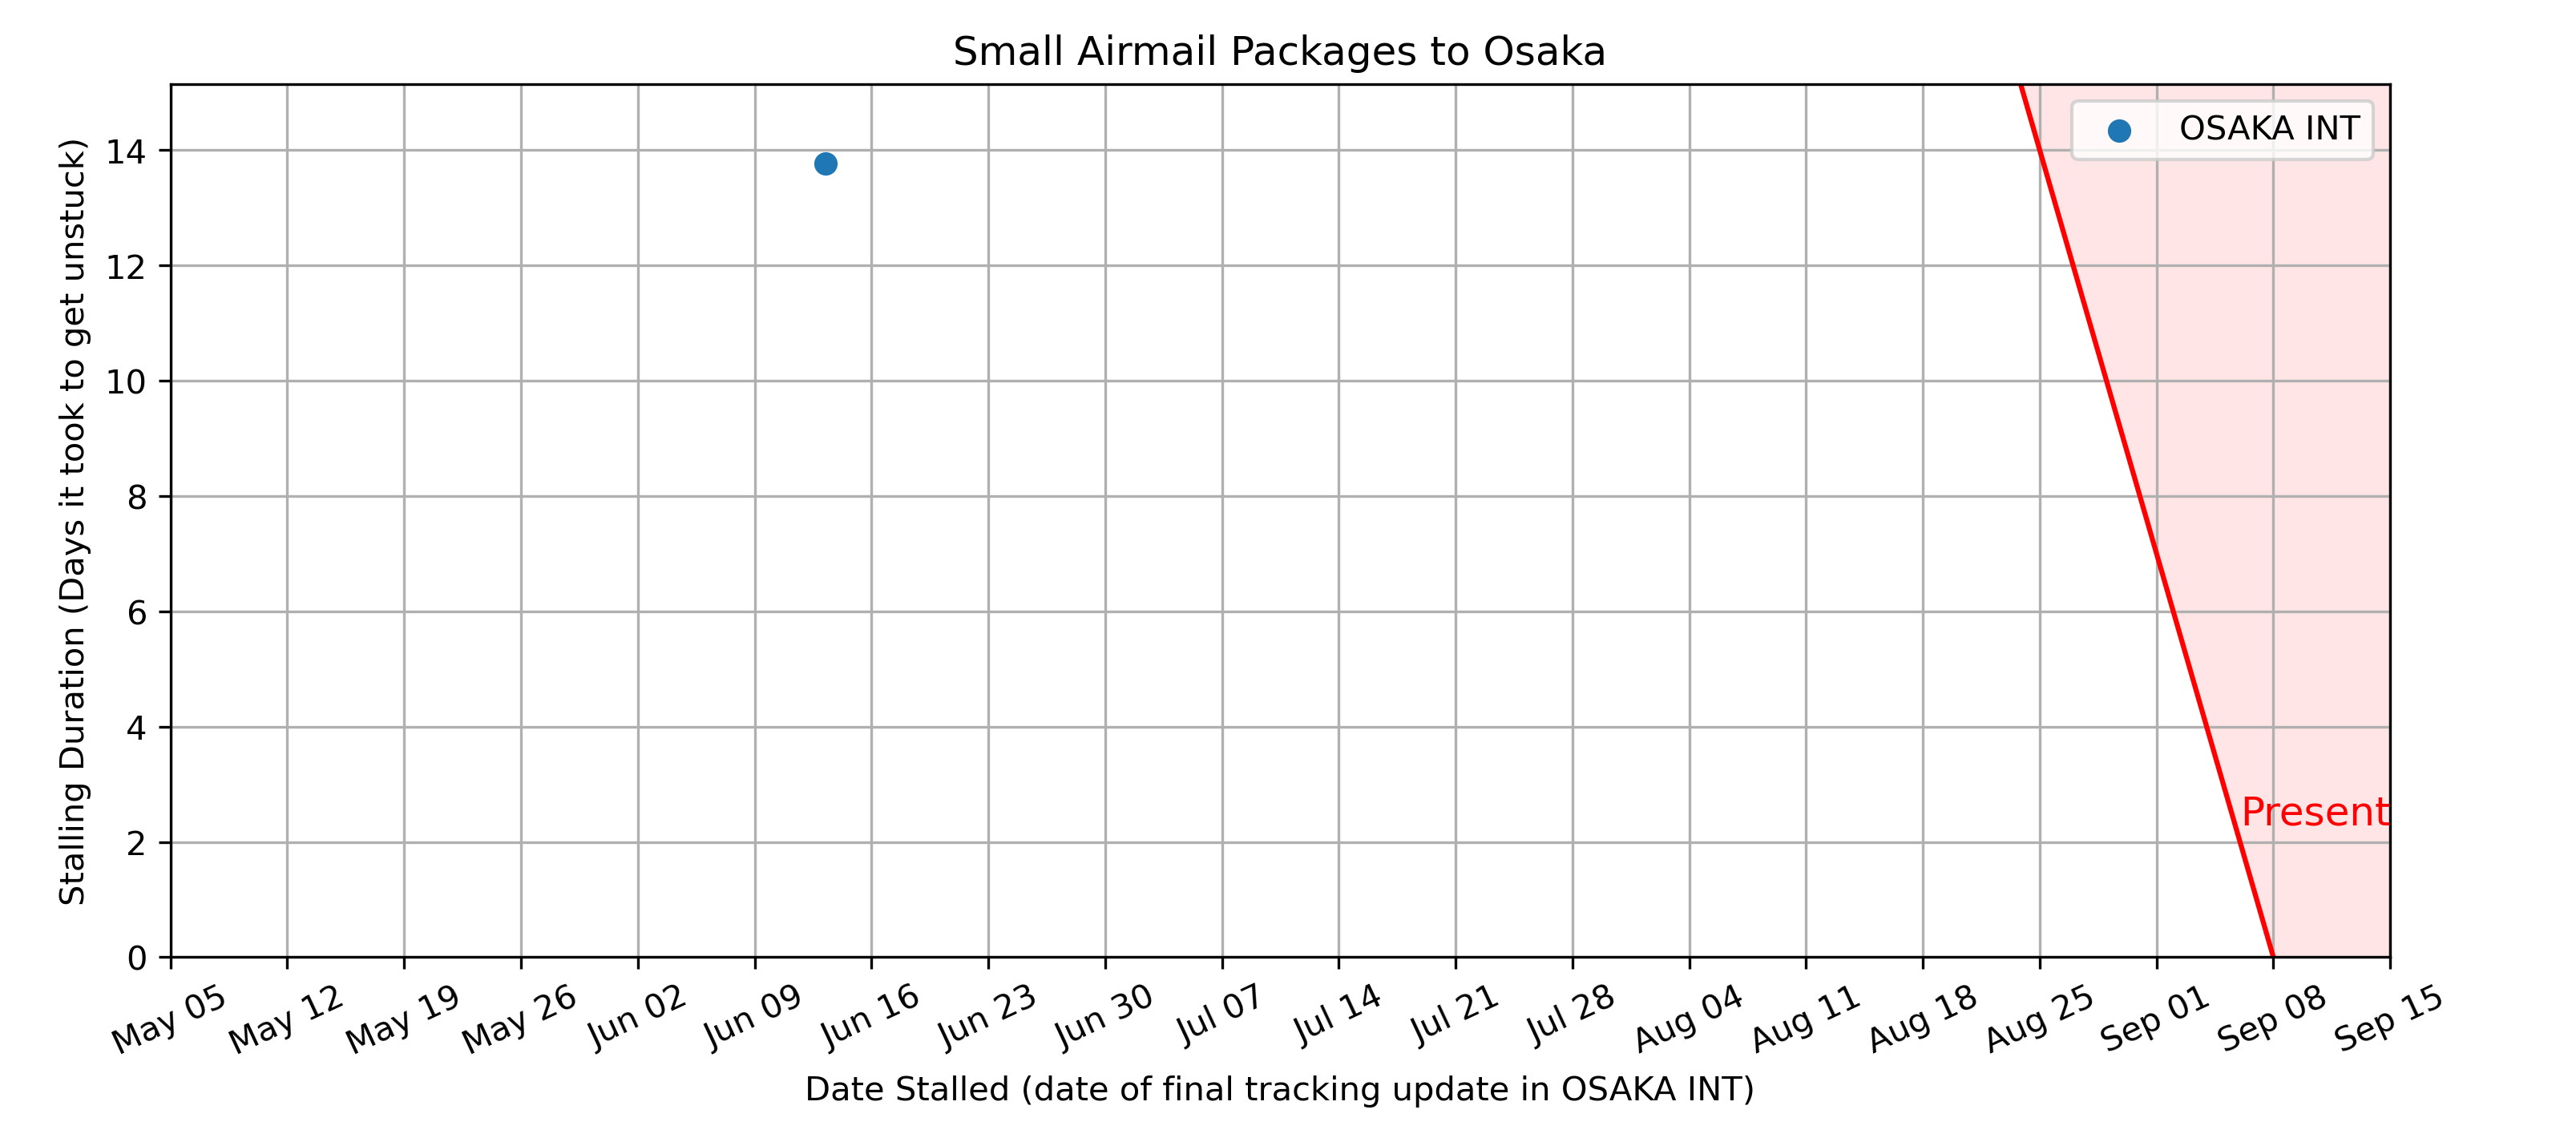 Small Airmail Packages to Osaka
OSAKA INT
Stalling Duration (Days it took to get unstuck)
14
12
10
8
6
4
2
0
Present
May 05
May 12
May 19
May 26
Jun 02
Jun 09
Jun 16
Jun 23
Jun 30
Jul 07
Jul 14
Jul 21
Jul 28
Aug 04
Aug 11
Aug 18
Aug 25
Sep 01
Sep 08
Sep 15
Date Stalled (date of final tracking update in OSAKA INT)